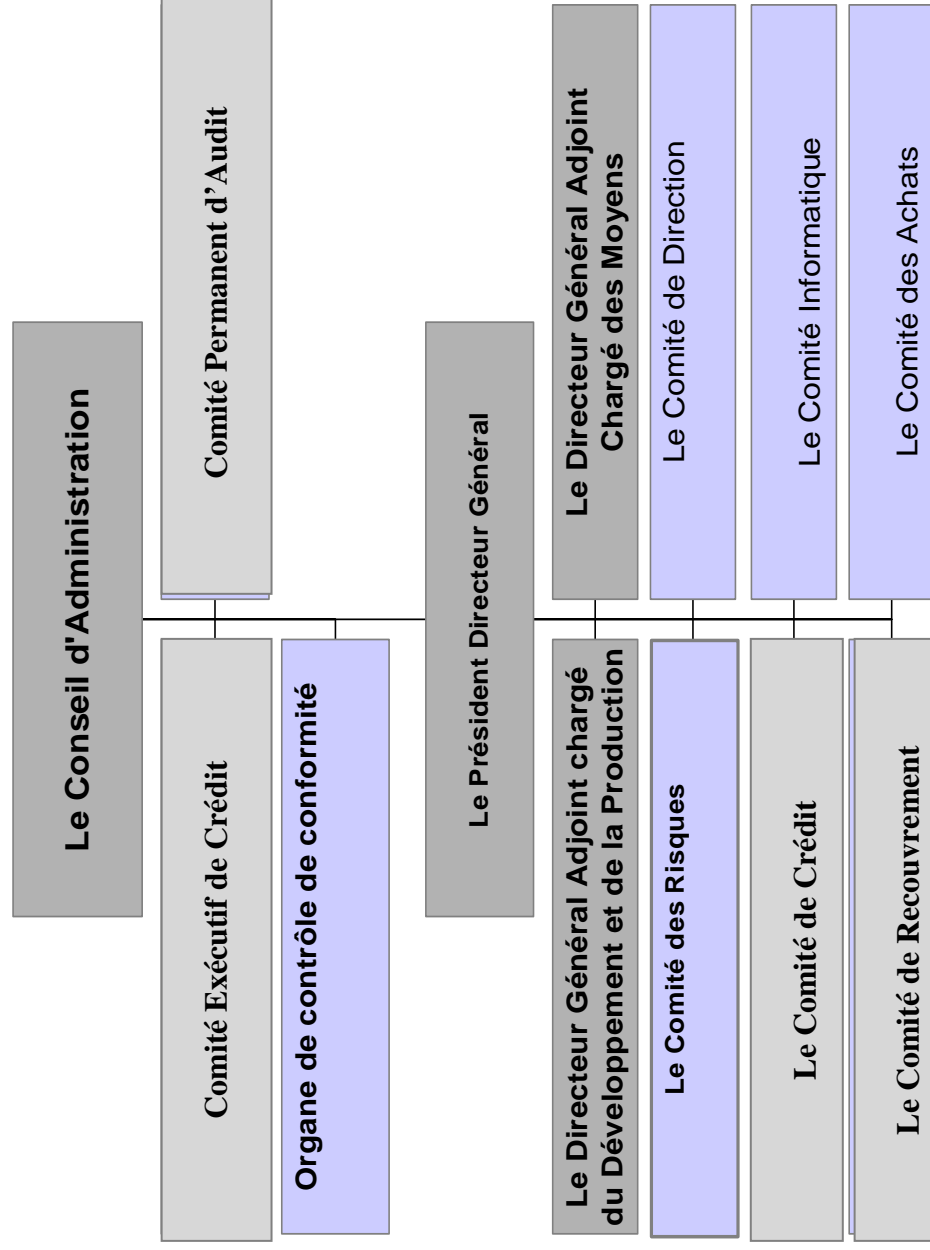 Le Conseil d'Administration
Comité Exécutif de Crédit
Comité Permanent d’Audit
Organe de contrôle de conformité
Le Président Directeur Général
Le Directeur Général Adjoint chargé
du Développement et de la Production
Le Directeur Général Adjoint
Chargé des Moyens
Le Comité des Risques
Le Comité de Direction
Le Comité de Crédit
Le Comité Informatique
Le Comité de Recouvrement
Le Comité des Achats